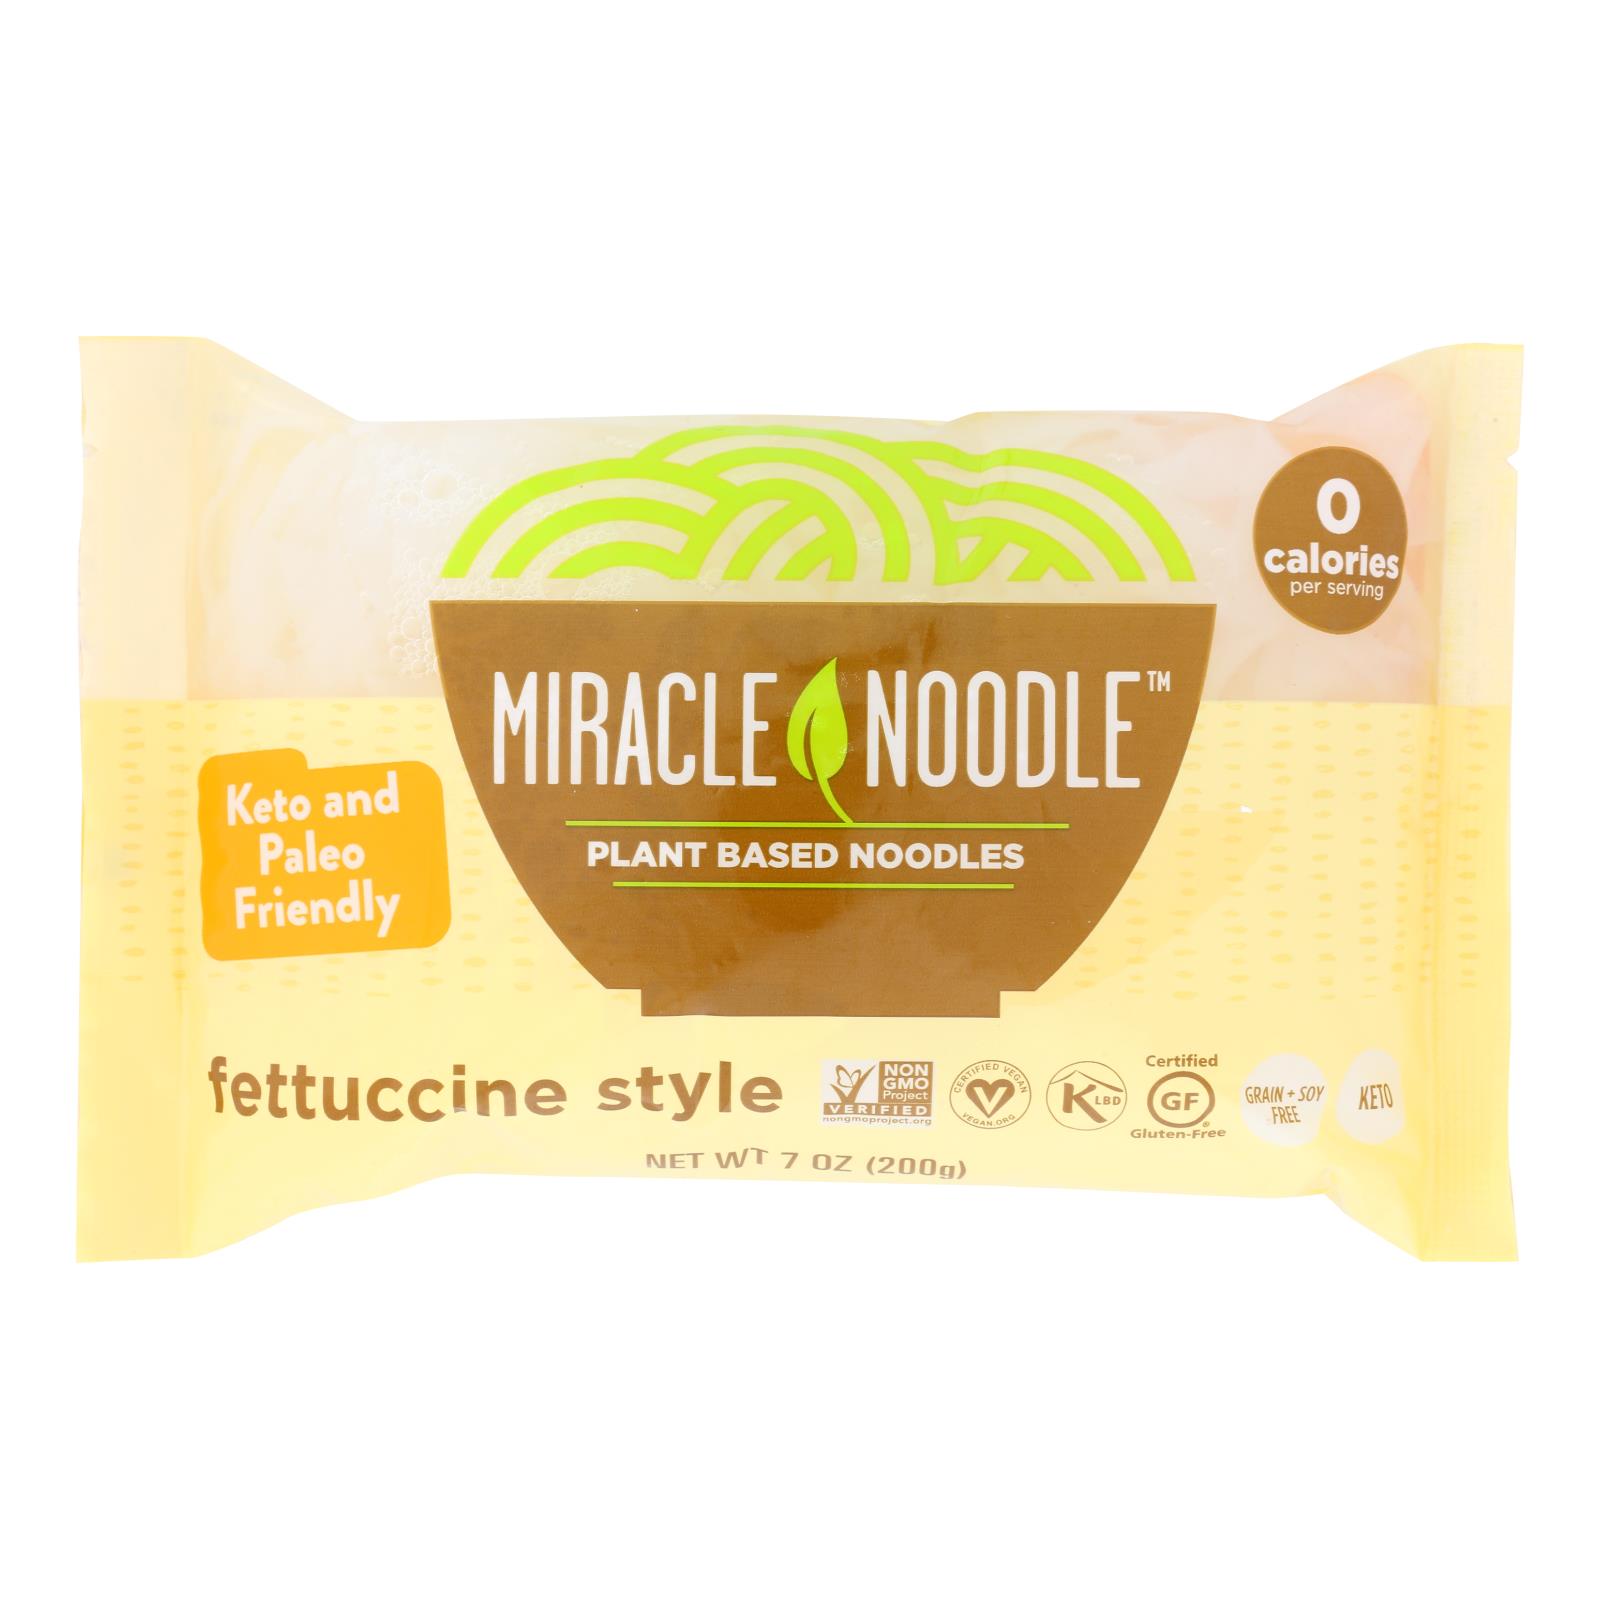 0
calories
per serving
MIRACLE NOODLE™
PLANT BASED NOODLES
Keto and
Paleo
Friendly
fettuccine style
NON
GMO
Project
VERIFIED
nongmoproject.org
CERTIFIED VEGAN
V
VEGAN.ORG
K LBD
Certified
GF
®
Gluten-Free
GRAIN + SOY
FREE
KETO
NET WT 7 OZ (200g)